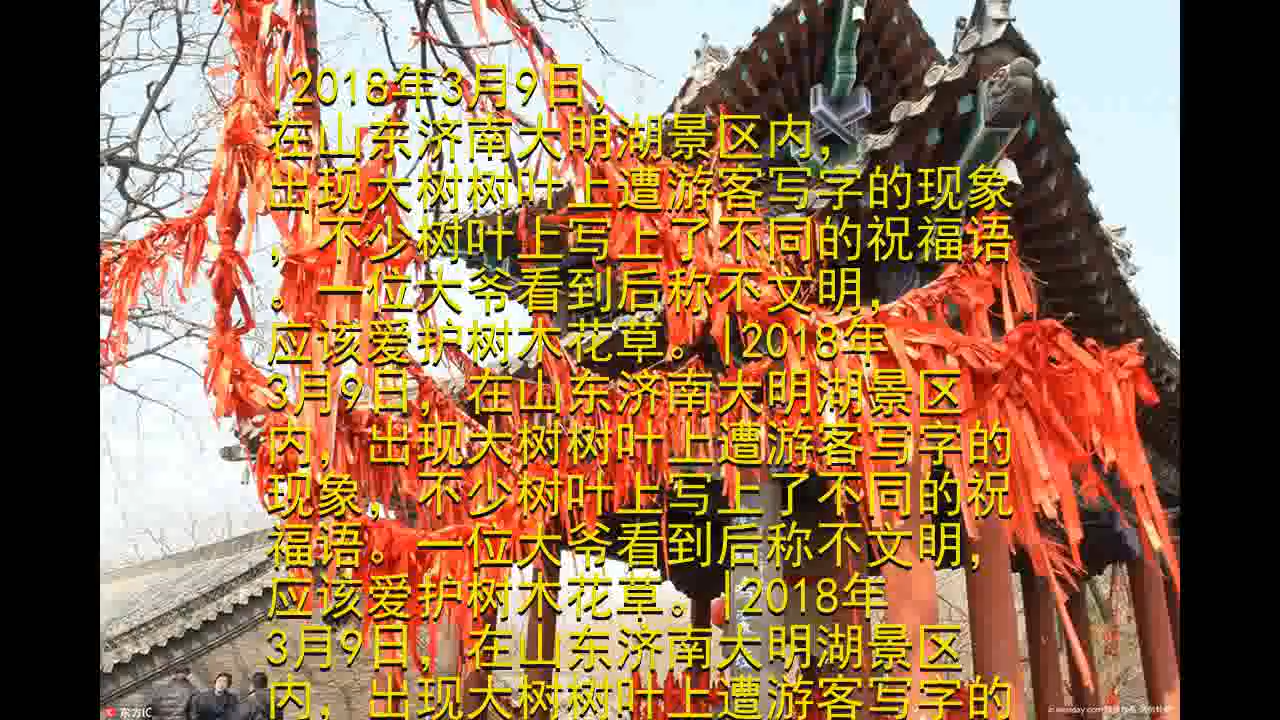 |2018年3月9日，
在山东济南大明湖景区内，
出现大树树叶上遭游客写字的现象
，不少树叶上写上了不同的祝福语
。一位大爷看到后称不文明，
应该爱护树木花草。|2018年
3月9日，在山东济南大明湖景区
内，出现大树树叶上遭游客写字的
现象，不少树叶上写上了不同的祝
福语。一位大爷看到后称不文明，
应该爱护树木花草。|2018年
3月9日，在山东济南大明湖景区
内，出现大树树叶上遭游客写字的
东方IC